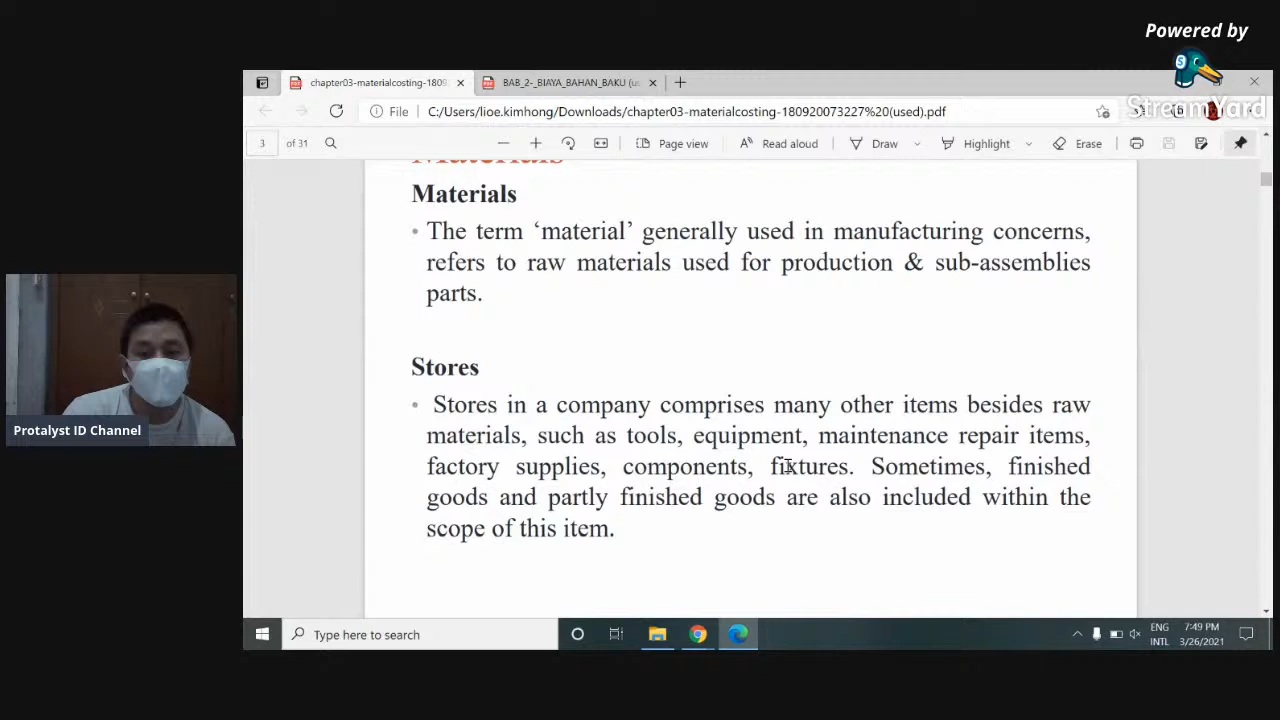 Powered by
StreamYard
chapter03-materialcosting-1809
BAB_2-_BIAYA_BAHAN_BAKU (u
File
C:/Users/lioe.kimhong/Downloads/chapter03-materialcosting-180920073227%20(used).pdf
3 of 31
Page view
Read aloud
Draw
Highlight
Erase
Materials
Materials
• The term ‘material’ generally used in manufacturing concerns,
refers to raw materials used for production & sub-assemblies
parts.
Stores
• Stores in a company comprises many other items besides raw
materials, such as tools, equipment, maintenance repair items,
factory supplies, components, fixtures. Sometimes, finished
goods and partly finished goods are also included within the
scope of this item.
Protalyst ID Channel
Type here to search
ENG
INTL
7:49 PM
3/26/2021